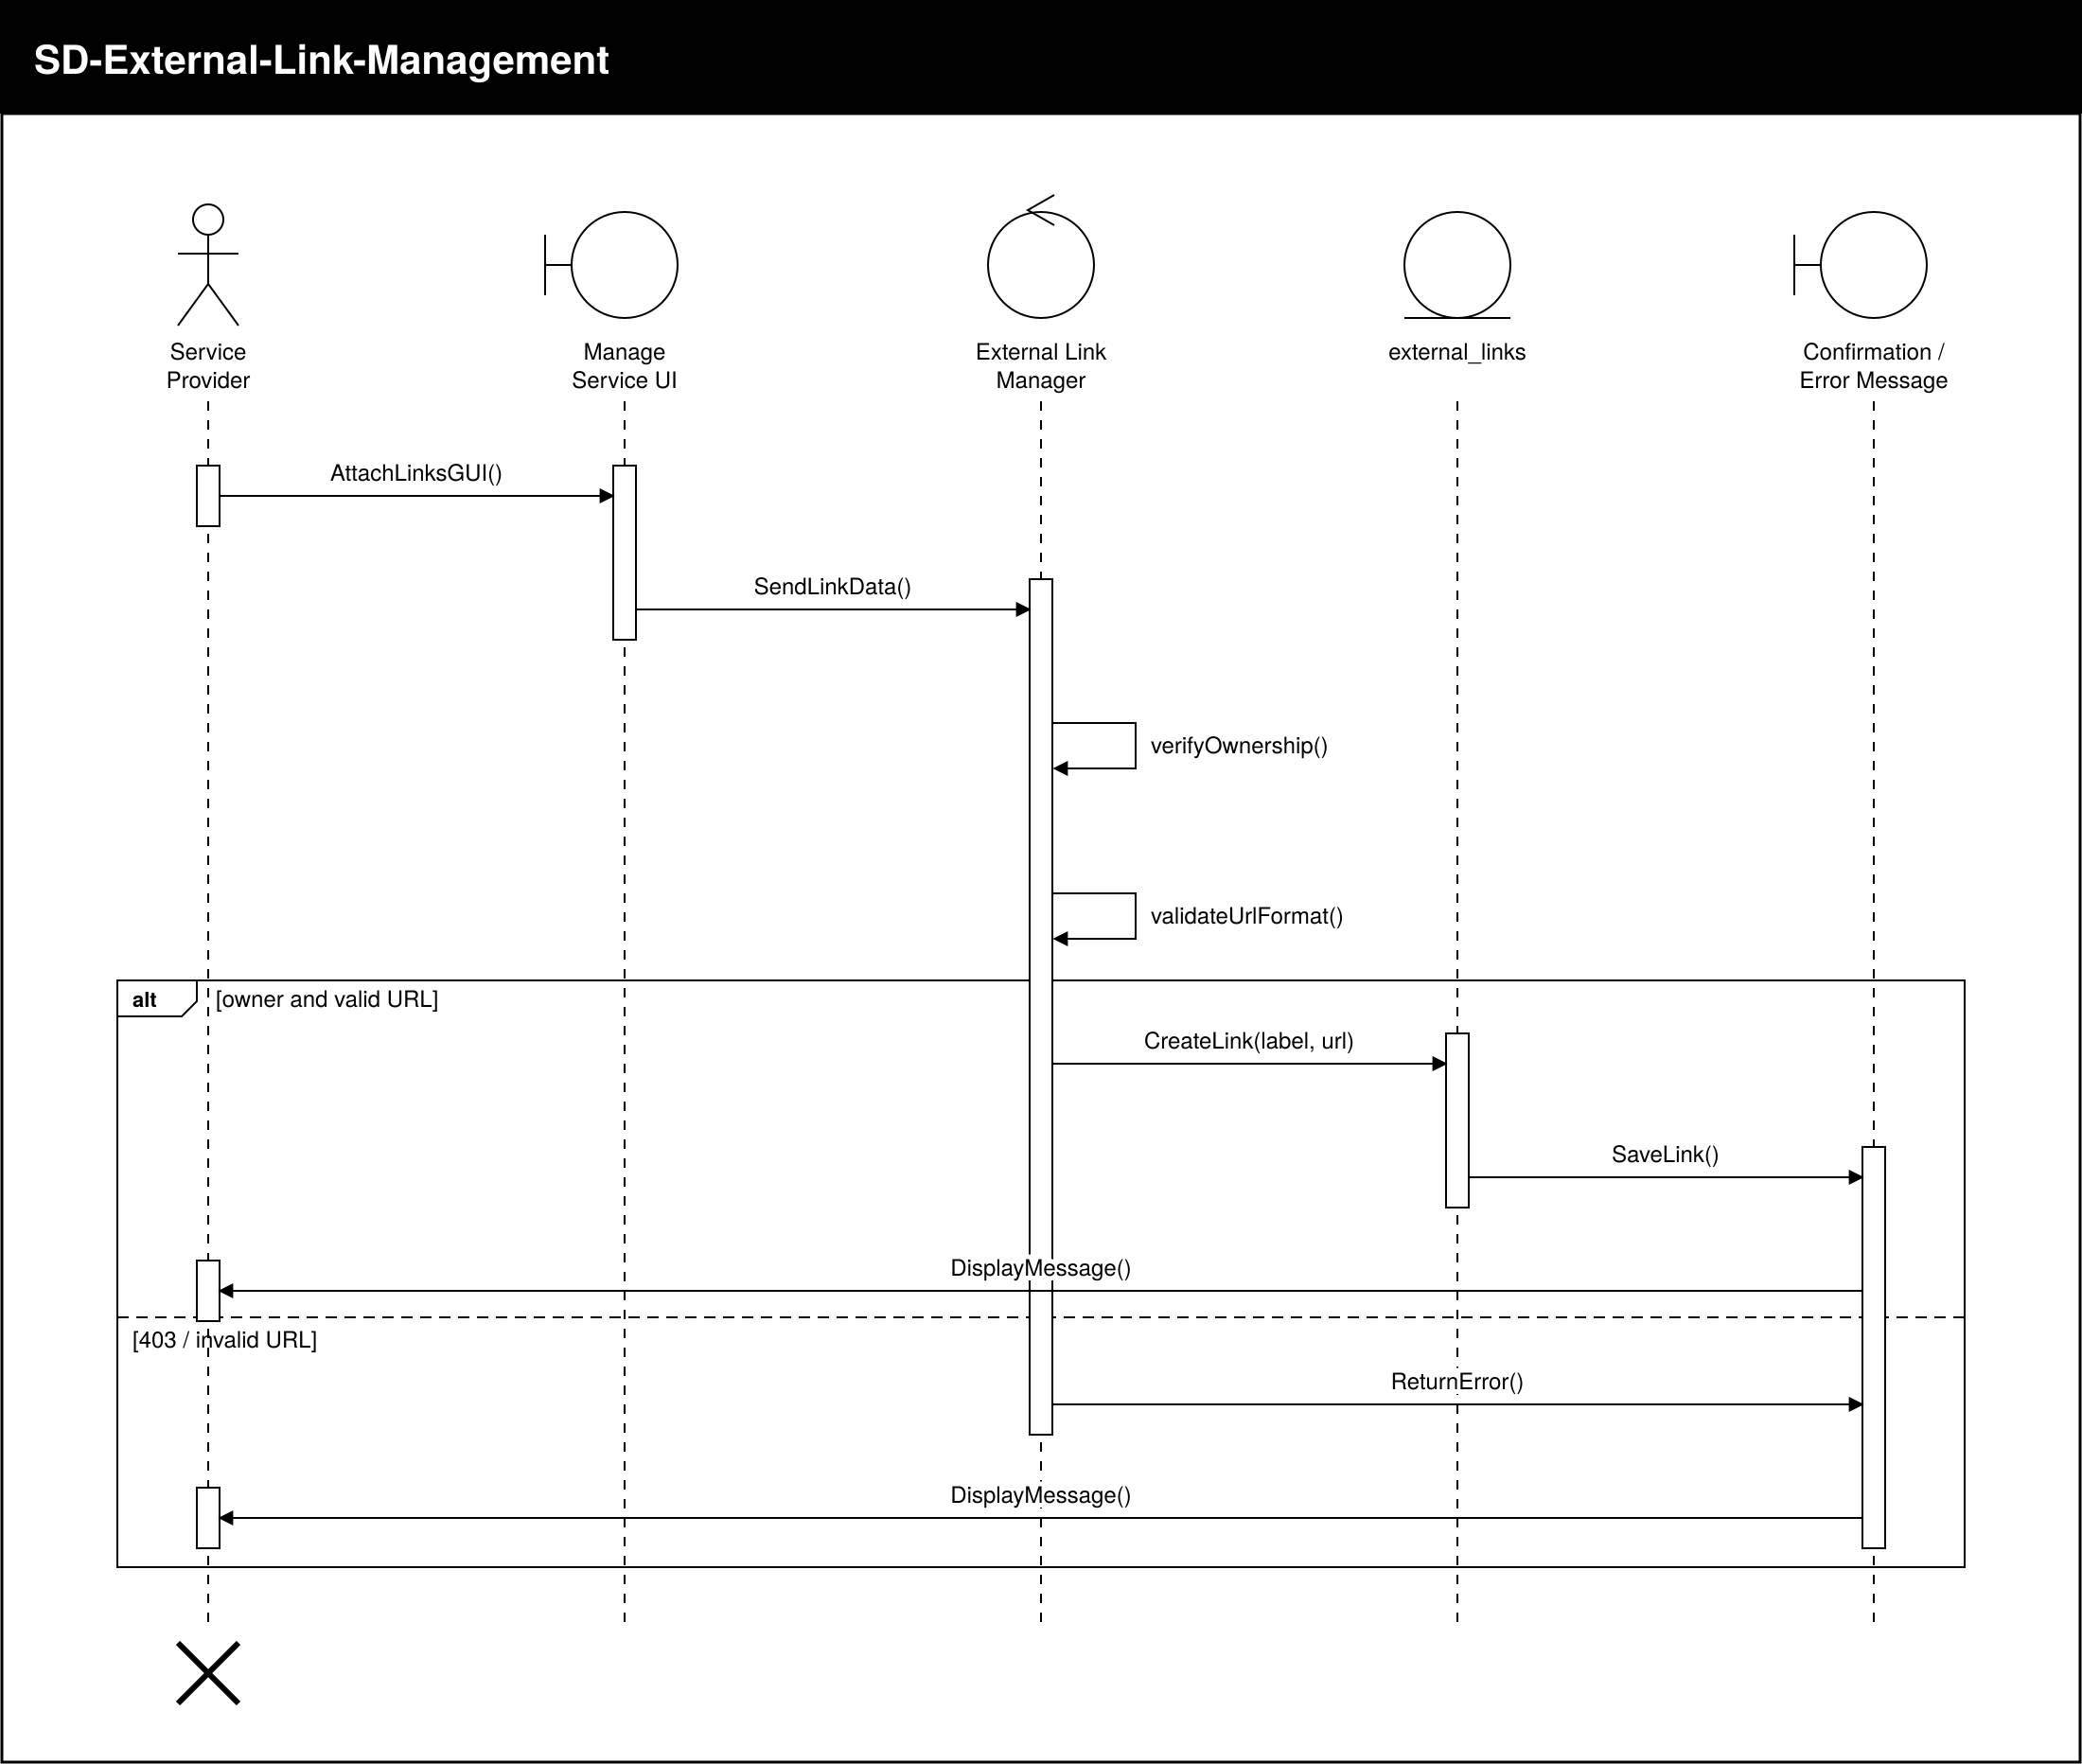 SD-External-Link-Management
Service
Provider
Manage
Service UI
External Link
Manager
external_links
Confirmation /
Error Message
AttachLinksGUI()
SendLinkData()
verifyOwnership()
validateUrlFormat()
alt
[owner and valid URL]
CreateLink(label, url)
SaveLink()
DisplayMessage()
[403 / invalid URL]
ReturnError()
DisplayMessage()